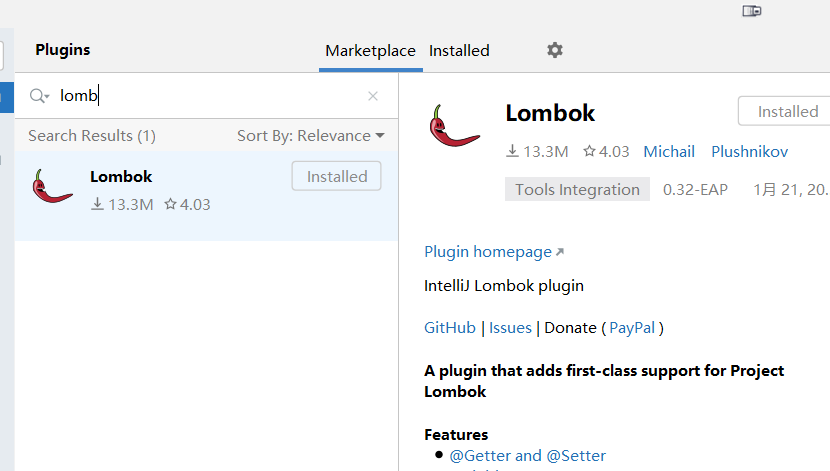 Plugins
Marketplace Installed
lomb
Search Results (1) Sort By: Relevance
Lombok Installed
13.3M 4.03
Lombok Installed
13.3M 4.03 Michail Plushnikov
Tools Integration 0.32-EAP 1月 21, 20.
Plugin homepage
IntelliJ Lombok plugin
GitHub | Issues | Donate ( PayPal )
A plugin that adds first-class support for Project
Lombok
Features
@Getter and @Setter